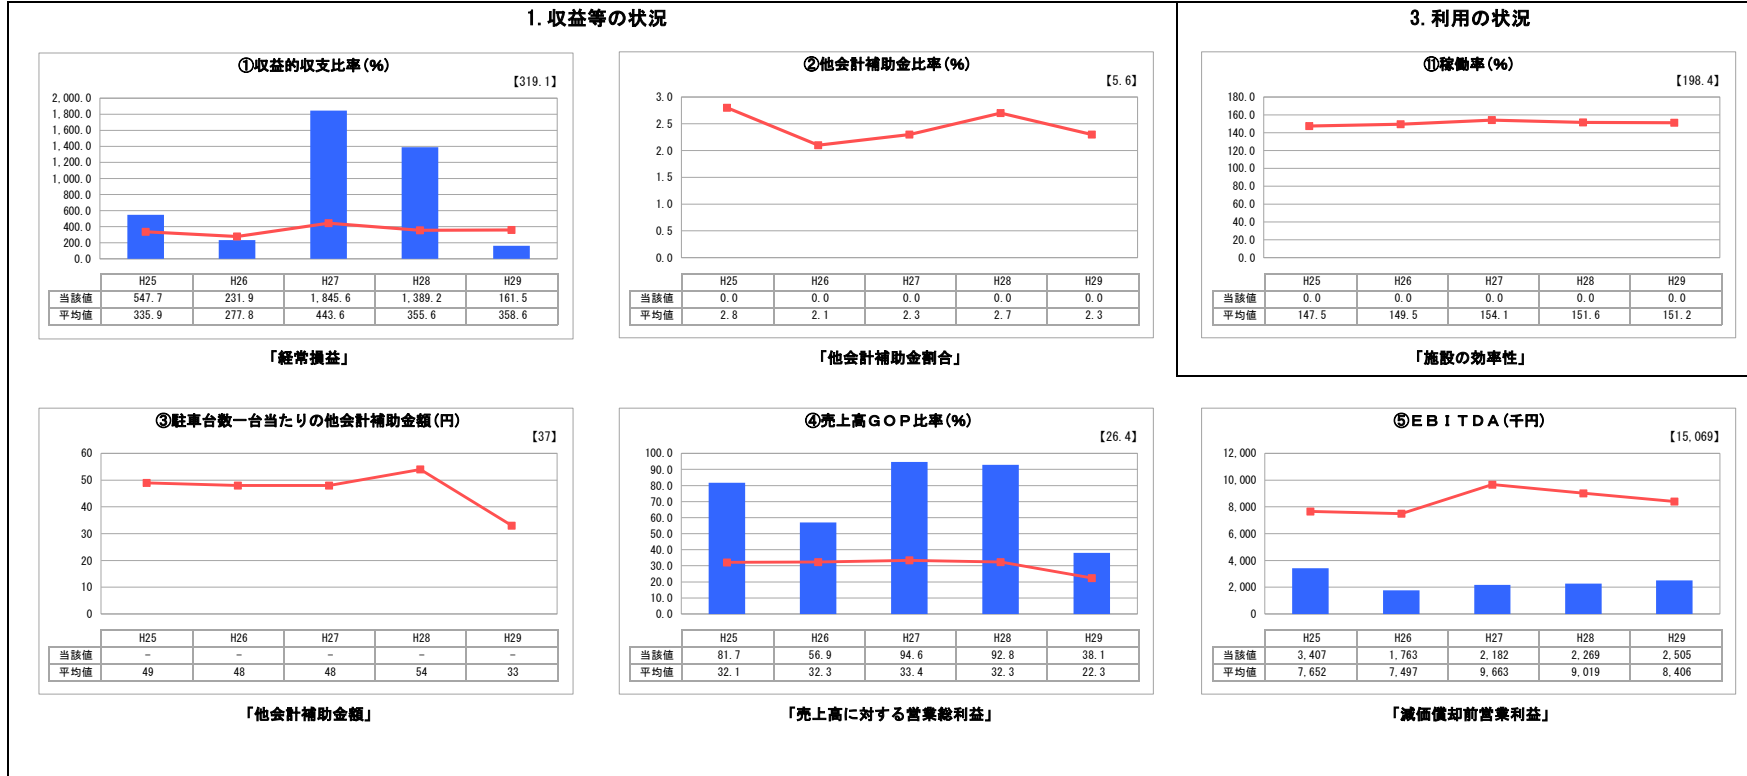 1. 収益等の状況
3. 利用の状況
①収益的収支比率(%)
【319.1】
2,000.0
1,800.0
1,600.0
1,400.0
1,200.0
1,000.0
800.0
600.0
400.0
200.0
0.0
H25 H26 H27 H28 H29
当該値 547.7 231.9 1,845.6 1,389.2 161.5
平均値 335.9 277.8 443.6 355.6 358.6
「経常損益」
②他会計補助金比率(%)
【5.6】
3.0
2.5
2.0
1.5
1.0
0.5
0.0
H25 H26 H27 H28 H29
当該値 0.0 0.0 0.0 0.0 0.0
平均値 2.8 2.1 2.3 2.7 2.3
「他会計補助金割合」
⑪稼働率(%)
【198.4】
180.0
160.0
140.0
120.0
100.0
80.0
60.0
40.0
20.0
0.0
H25 H26 H27 H28 H29
当該値 0.0 0.0 0.0 0.0 0.0
平均値 147.5 149.5 154.1 151.6 151.2
「施設の効率性」
③駐車台数一台当たりの他会計補助金額(円)
【37】
60
50
40
30
20
10
0
H25 H26 H27 H28 H29
当該値 － － － － －
平均値 49 48 48 54 33
「他会計補助金額」
④売上高ＧＯＰ比率(%)
【26.4】
100.0
90.0
80.0
70.0
60.0
50.0
40.0
30.0
20.0
10.0
0.0
H25 H26 H27 H28 H29
当該値 81.7 56.9 94.6 92.8 38.1
平均値 32.1 32.3 33.4 32.3 22.3
「売上高に対する営業総利益」
⑤ＥＢＩＴＤＡ(千円)
【15,069】
12,000
10,000
8,000
6,000
4,000
2,000
0
H25 H26 H27 H28 H29
当該値 3,407 1,763 2,182 2,269 2,505
平均値 7,652 7,497 9,663 9,019 8,406
「減価償却前営業利益」